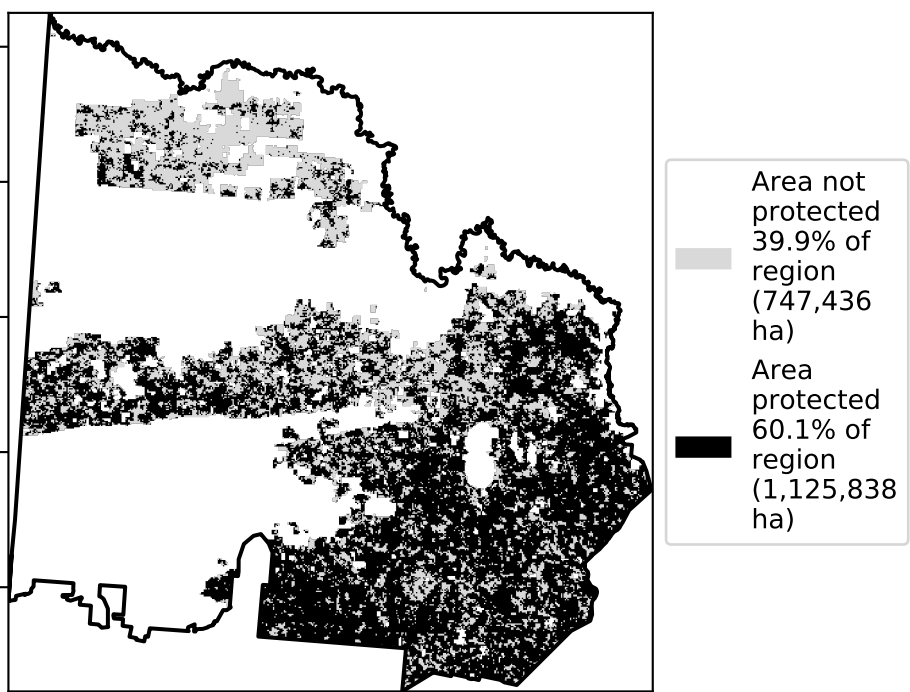 Area not
protected
39.9% of
region
(747,436
ha)
Area
protected
60.1% of
region
(1,125,838
ha)